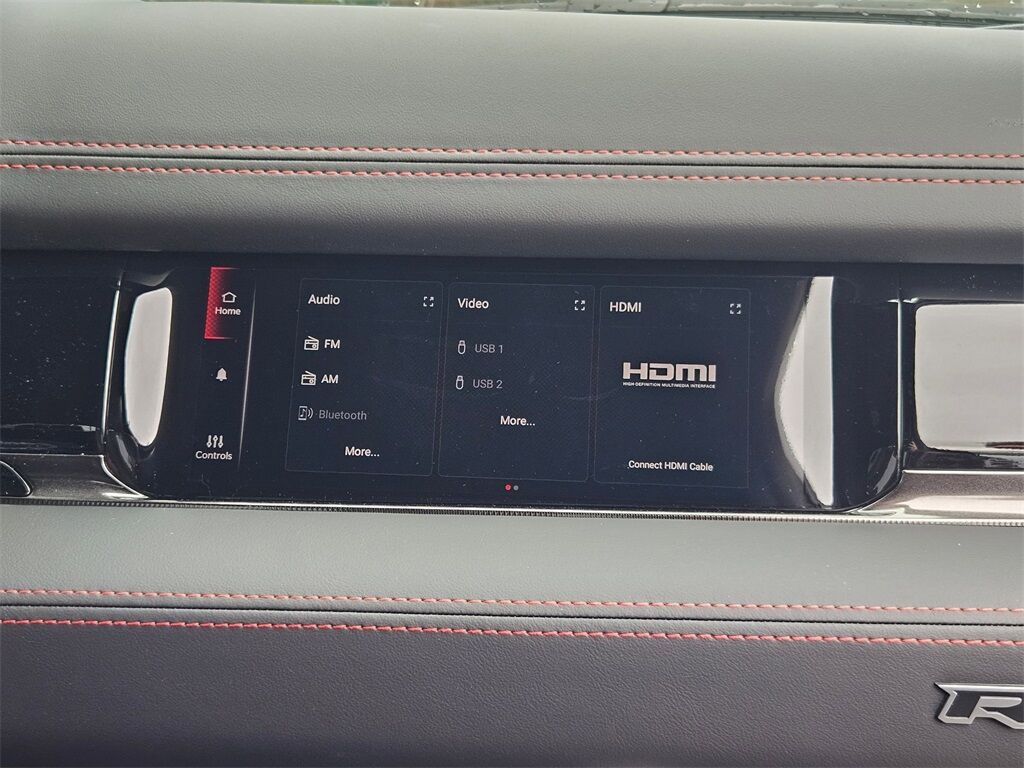 Home
Controls
Audio
FM
AM
Bluetooth
More...
Video
USB 1
USB 2
More...
HDMI
HDMI
HIGH-DEFINITION MULTIMEDIA INTERFACE
Connect HDMI Cable
R